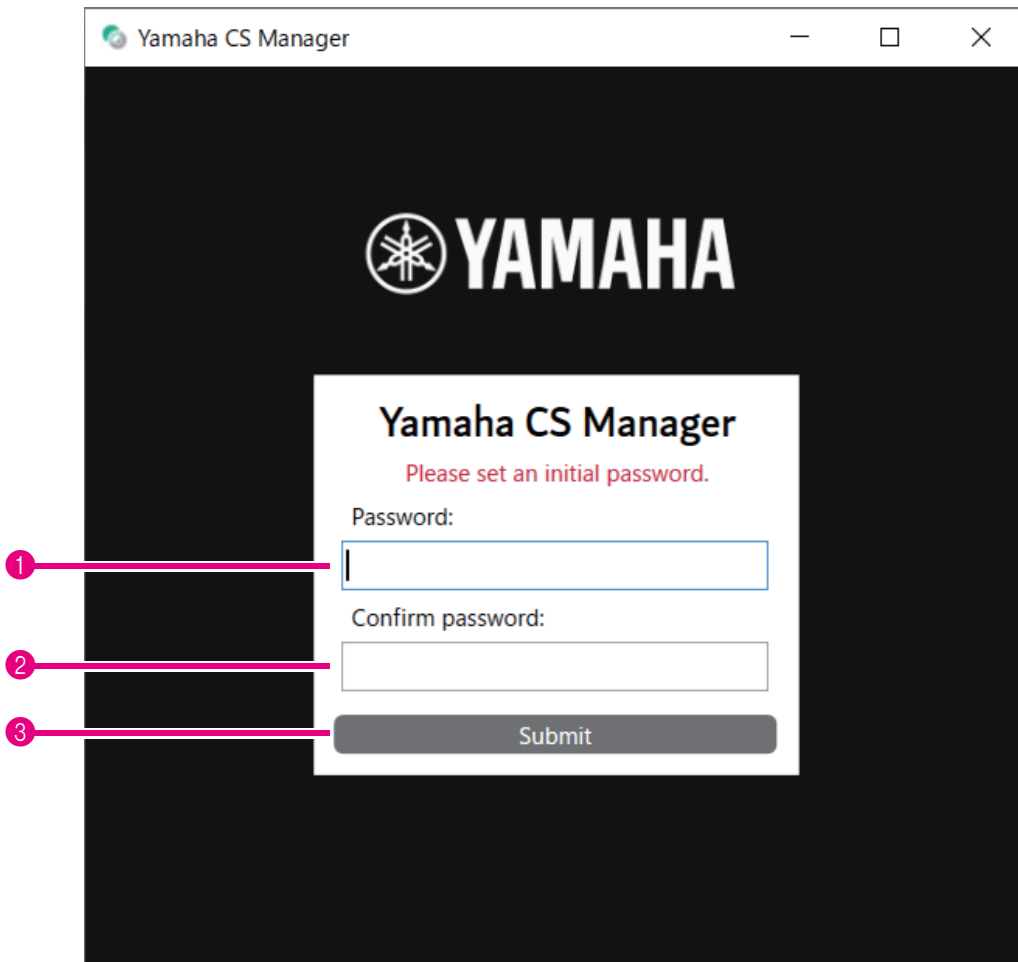 Yamaha CS Manager
YAMAHA
Yamaha CS Manager
Please set an initial password.
Password:
1
Confirm password:
2
3
Submit